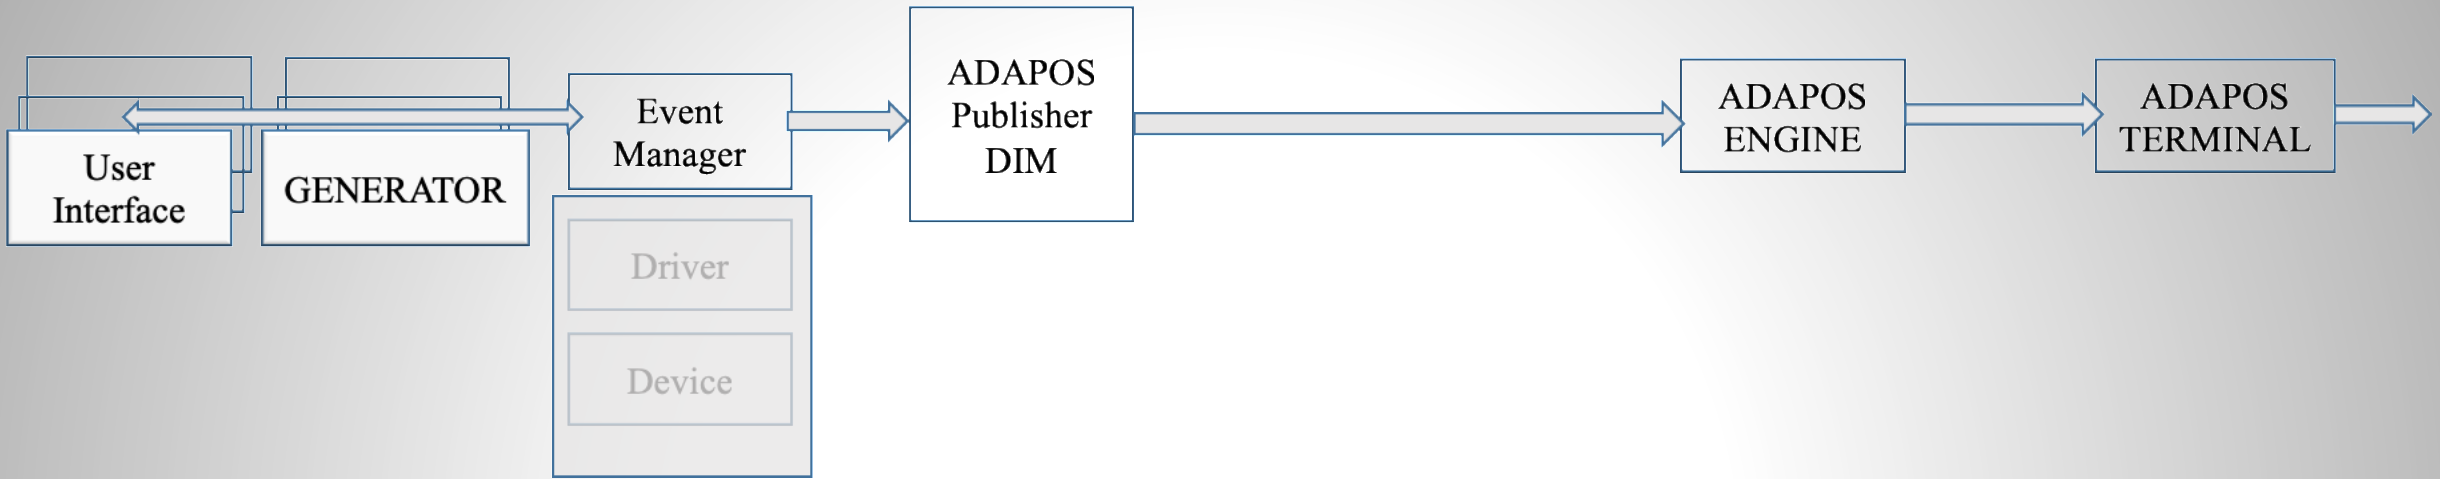 User
Interface
GENERATOR
Event
Manager
Driver
Device
ADAPOS
Publisher
DIM
ADAPOS
ENGINE
ADAPOS
TERMINAL